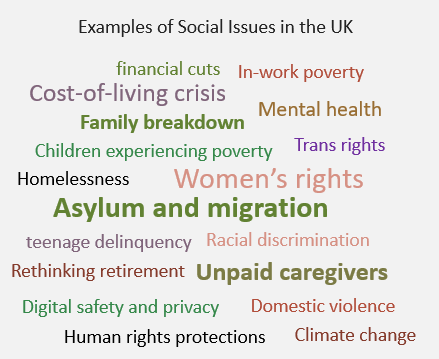 Examples of Social Issues in the UK
financial cuts
In-work poverty
Cost-of-living crisis
Mental health
Family breakdown
Trans rights
Children experiencing poverty
Homelessness
Women’s rights
Asylum and migration
teenage delinquency
Racial discrimination
Rethinking retirement
Unpaid caregivers
Digital safety and privacy
Domestic violence
Human rights protections
Climate change